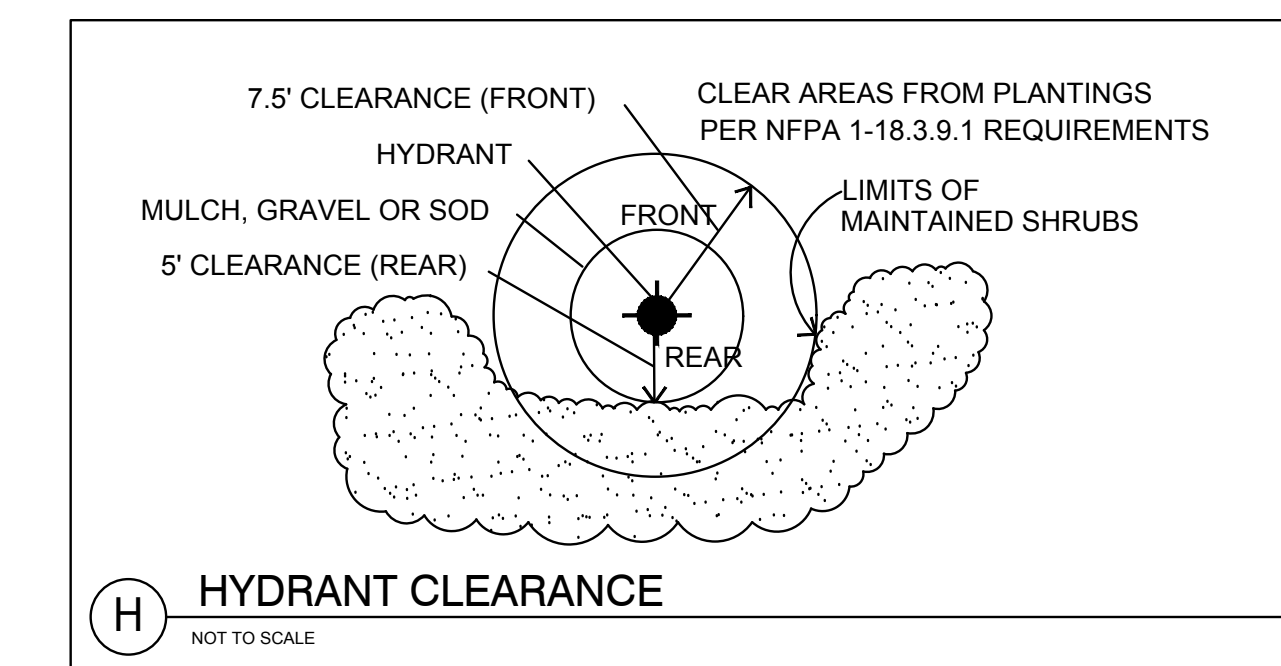 7.5' CLEARANCE (FRONT)
CLEAR AREAS FROM PLANTINGS
PER NFPA 1-18.3.9.1 REQUIREMENTS
HYDRANT
MULCH, GRAVEL OR SOD
5' CLEARANCE (REAR)
FRONT
LIMITS OF
MAINTAINED SHRUBS
REAR
H
HYDRANT CLEARANCE
NOT TO SCALE